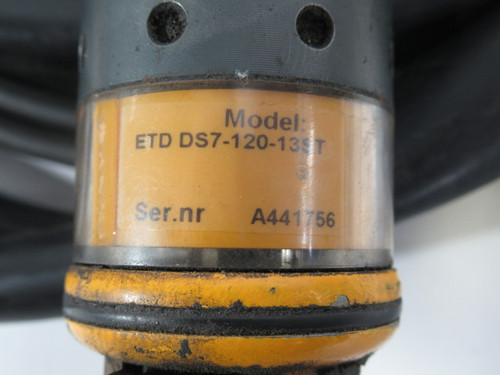 Model:
ETD DS7-120-13ST
Ser.nr A441756